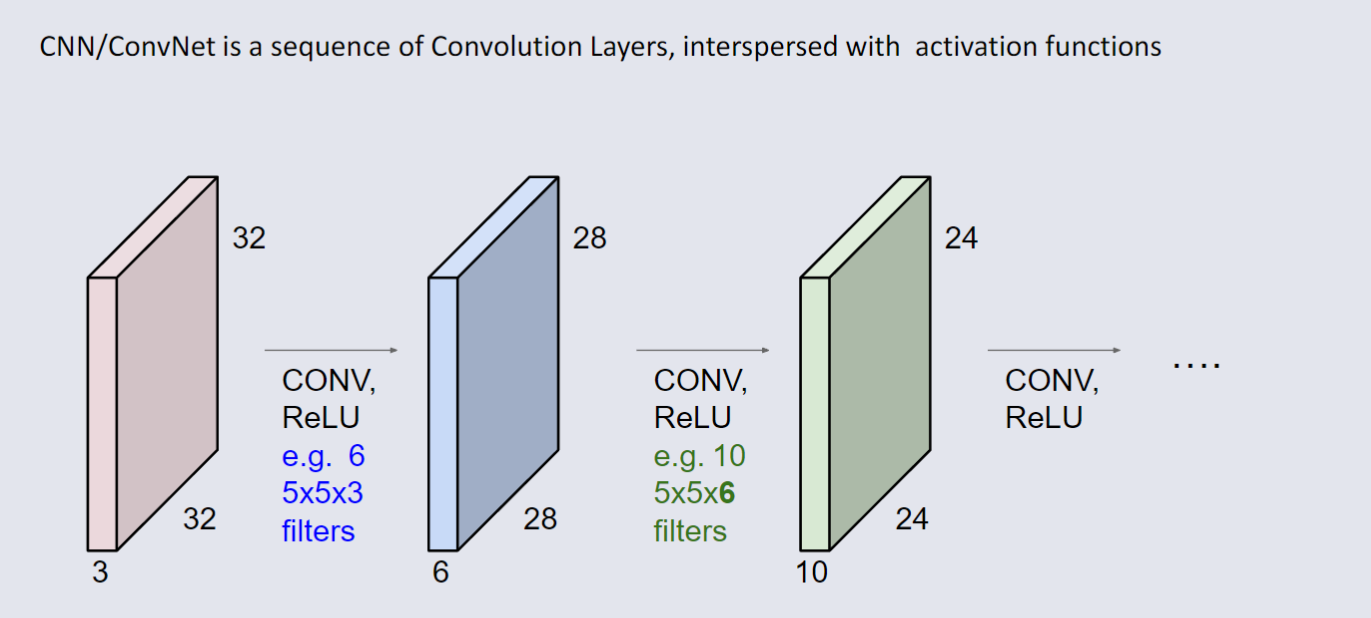 CNN/ConvNet is a sequence of Convolution Layers, interspersed with  activation functions
32
32
3
CONV,
ReLU
e.g.  6
5x5x3
filters
28
28
6
CONV,
ReLU
e.g. 10
5x5x6
filters
24
24
10
CONV,
ReLU
....